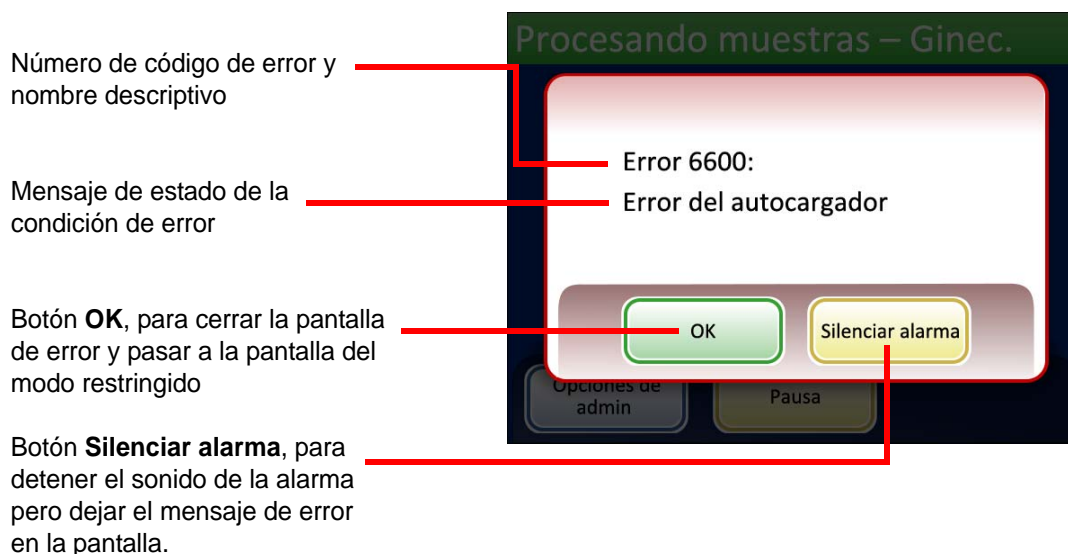 Procesando muestras – Ginec.
Número de código de error y
nombre descriptivo
Error 6600:
Mensaje de estado de la
condición de error
Error del autocargador
Botón OK, para cerrar la pantalla
de error y pasar a la pantalla del
modo restringido
OK
Silenciar alarma
Opciones de
admin
Pausa
Botón Silenciar alarma, para
detener el sonido de la alarma
pero dejar el mensaje de error
en la pantalla.